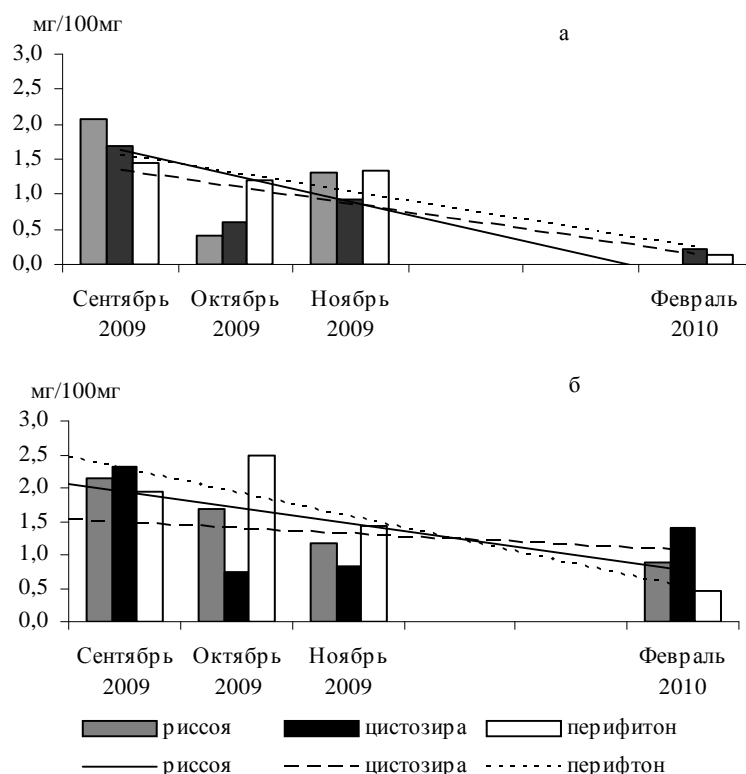 мг/100мг
а
3,0
2,5
2,0
1,5
1,0
0,5
0,0
Сентябрь Октябрь Ноябрь Февраль
2009 2009 2009 2010
мг/100мг
б
3,0
2,5
2,0
1,5
1,0
0,5
0,0
Сентябрь Октябрь Ноябрь Февраль
2009 2009 2009 2010
риссоя цистозира перифитон
риссоя цистозира перифтон